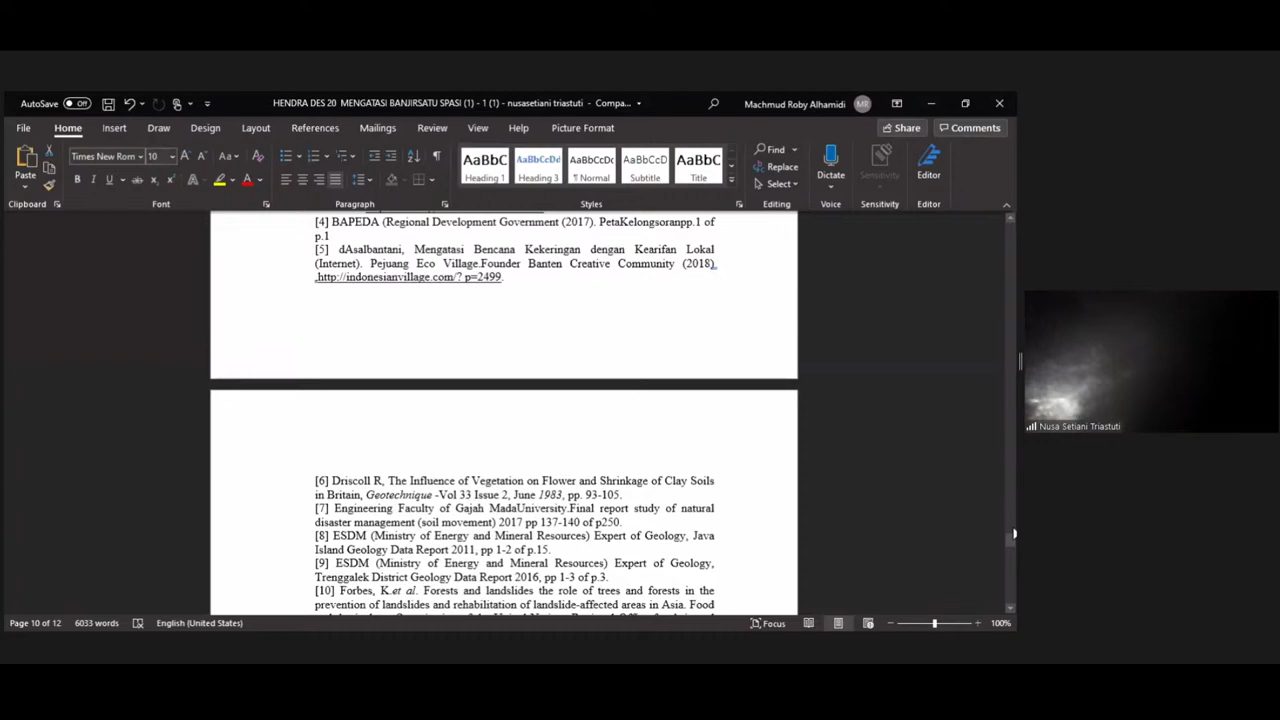 AutoSave Off HENDRA DES 20 MENGATASI BANJIRSATU SPASI (1) - 1 (1) - nusasetiani triastuti - Compa... Machmud Roby Alhamidi MR
File Home Insert Draw Design Layout References Mailings Review View Help Picture Format Share Comments
Times New Rom 10 AaBbC AaBbCcDd AaBbCc AaBbCcD AaBbC Find
Replace
Paste Heading 1 Heading 3 ¶ Normal Subtitle Title Select Dictate Sensitivity Editor
Clipboard Font Paragraph Styles Editing Voice Sensitivity Editor
[4] BAPEDA (Regional Development Government (2017). PetaKelongsoranpp.1 of
p.1
[5] dAsalbantani, Mengatasi Bencana Kekeringan dengan Kearifan Lokal
(Internet). Pejuang Eco Village.Founder Banten Creative Community (2018)
,http://indonesianvillage.com/? p=2499.
[6] Driscoll R, The Influence of Vegetation on Flower and Shrinkage of Clay Soils
in Britain, Geotechnique -Vol 33 Issue 2, June 1983, pp. 93-105.
[7] Engineering Faculty of Gajah MadaUniversity.Final report study of natural
disaster management (soil movement) 2017 pp 137-140 of p250.
[8] ESDM (Ministry of Energy and Mineral Resources) Expert of Geology, Java
Island Geology Data Report 2011, pp 1-2 of p.15.
[9] ESDM (Ministry of Energy and Mineral Resources) Expert of Geology,
Trenggalek District Geology Data Report 2016, pp 1-3 of p.3.
[10] Forbes, K.et al. Forests and landslides the role of trees and forests in the
prevention of landslides and rehabilitation of landslide-affected areas in Asia. Food
Nusa Setiani Triastuti
Page 10 of 12 6033 words English (United States) Focus 100%